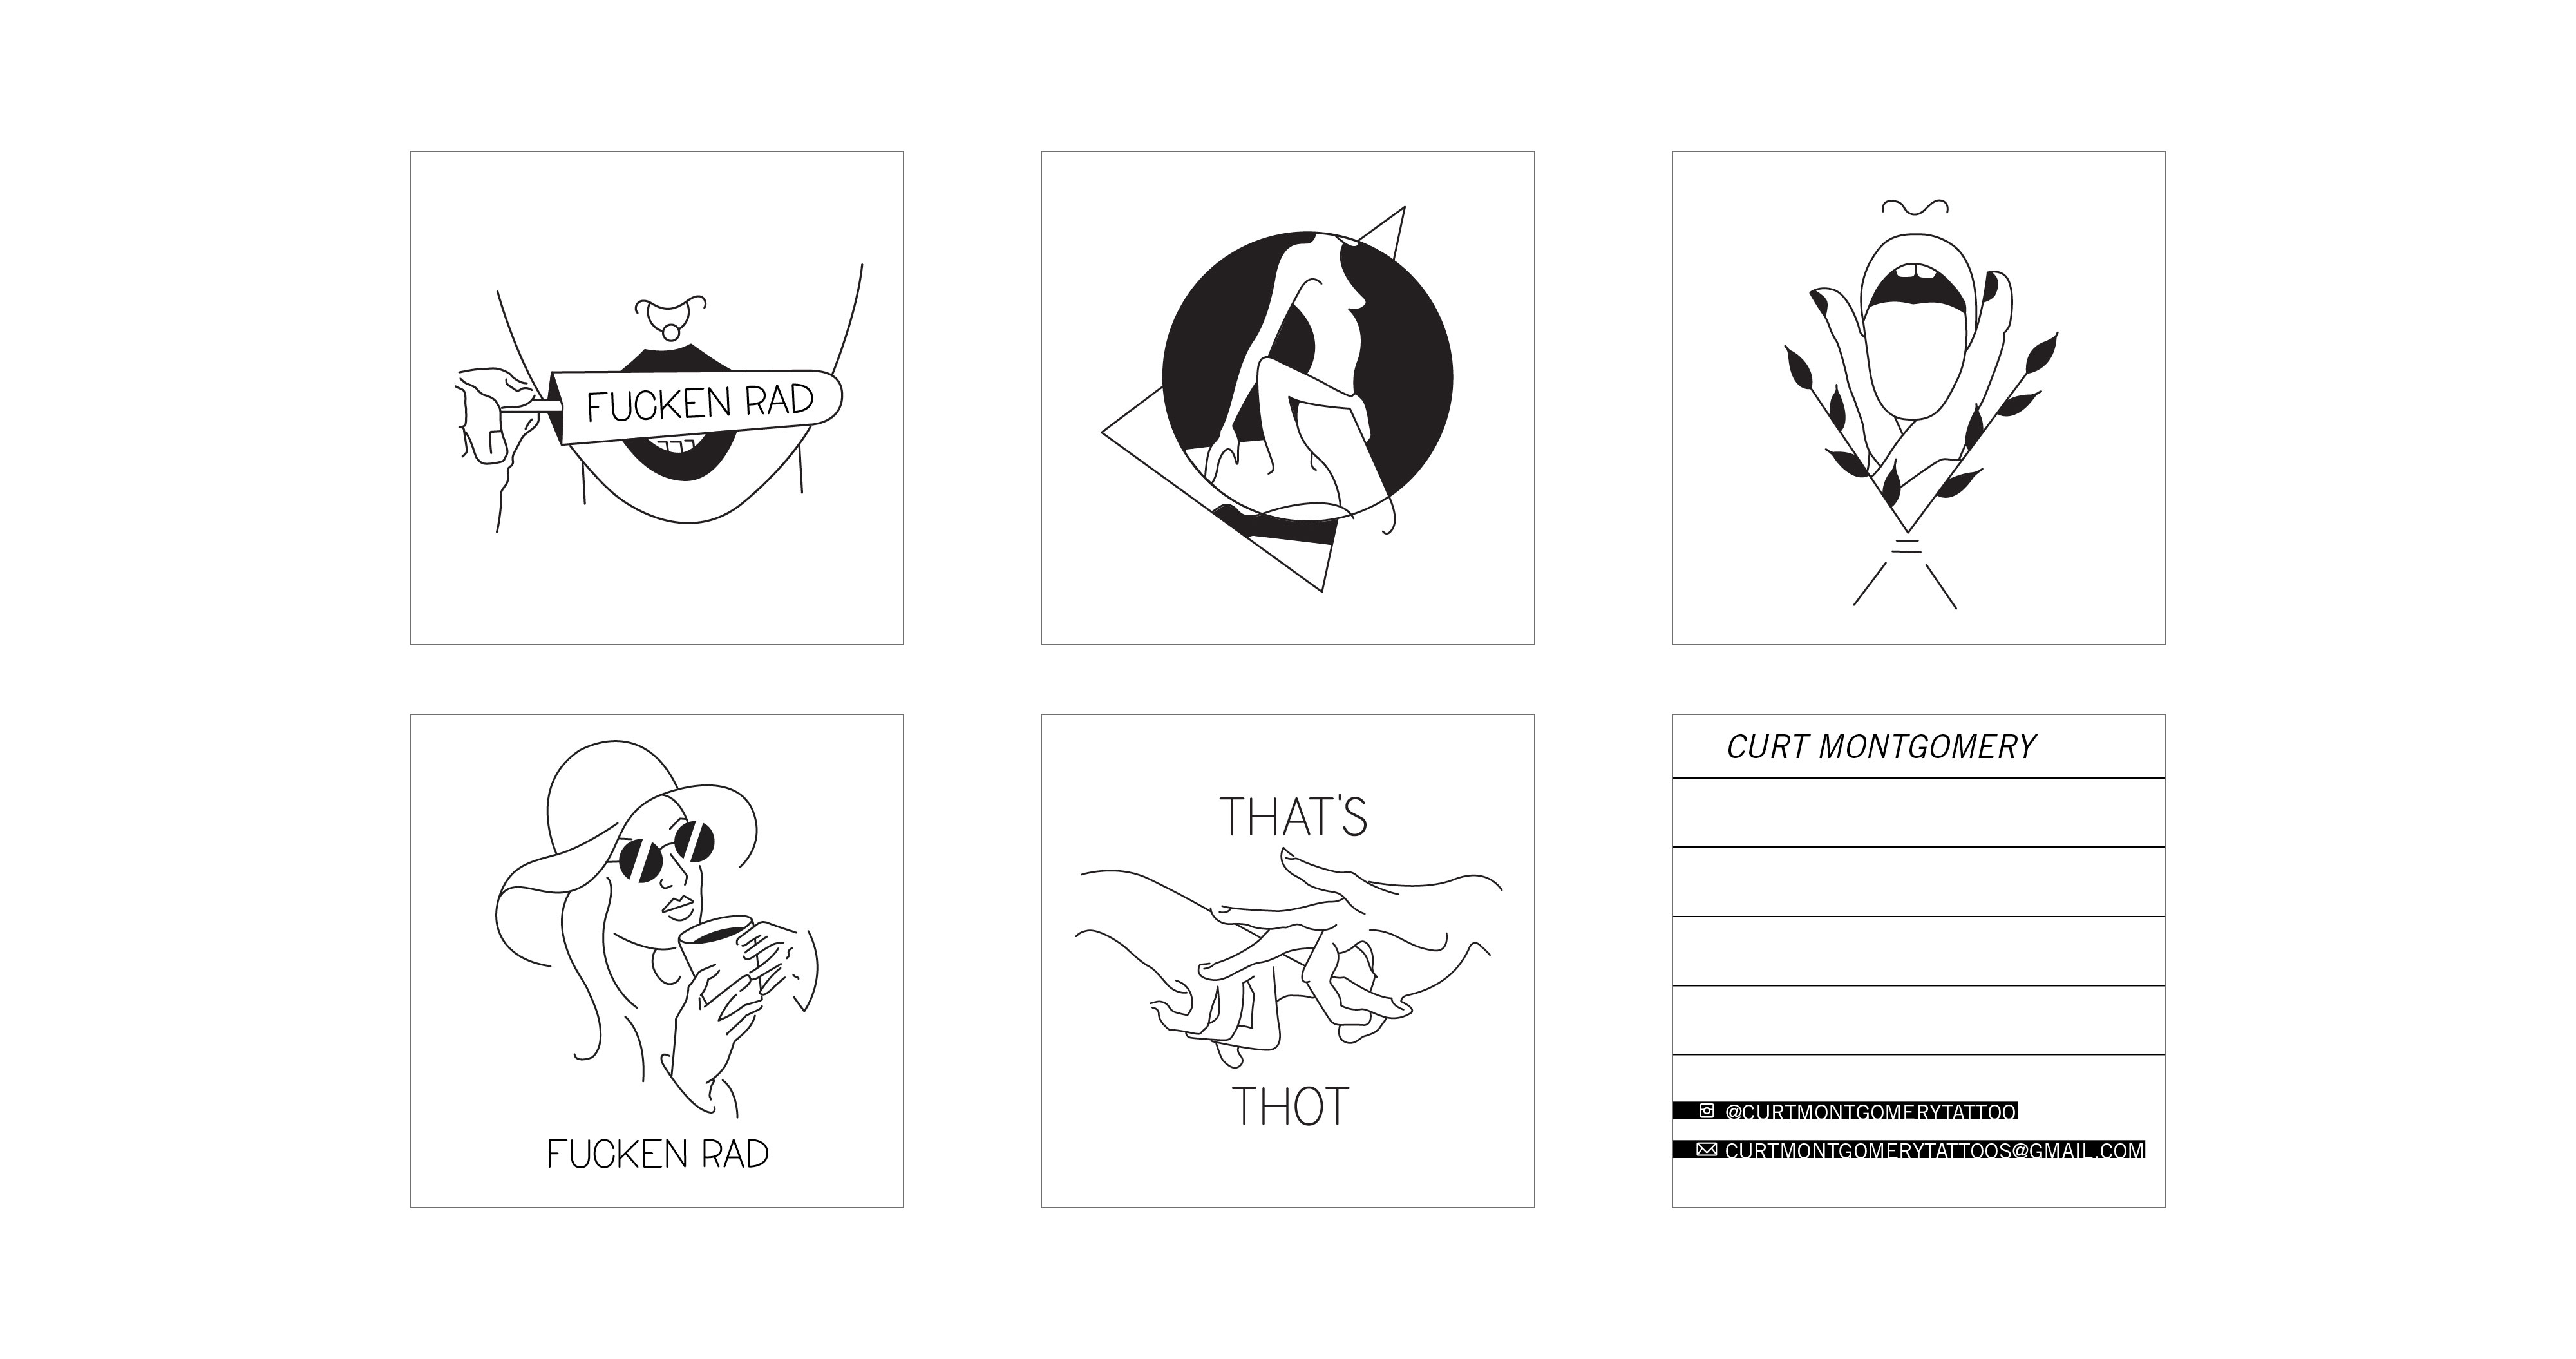 FUCKEN RAD
FUCKEN RAD
THAT'S
THOT
CURT MONTGOMERY
@CURTMONTGOMERYTATTOO
CURTMONTGOMERYTATTOOS@GMAIL.COM